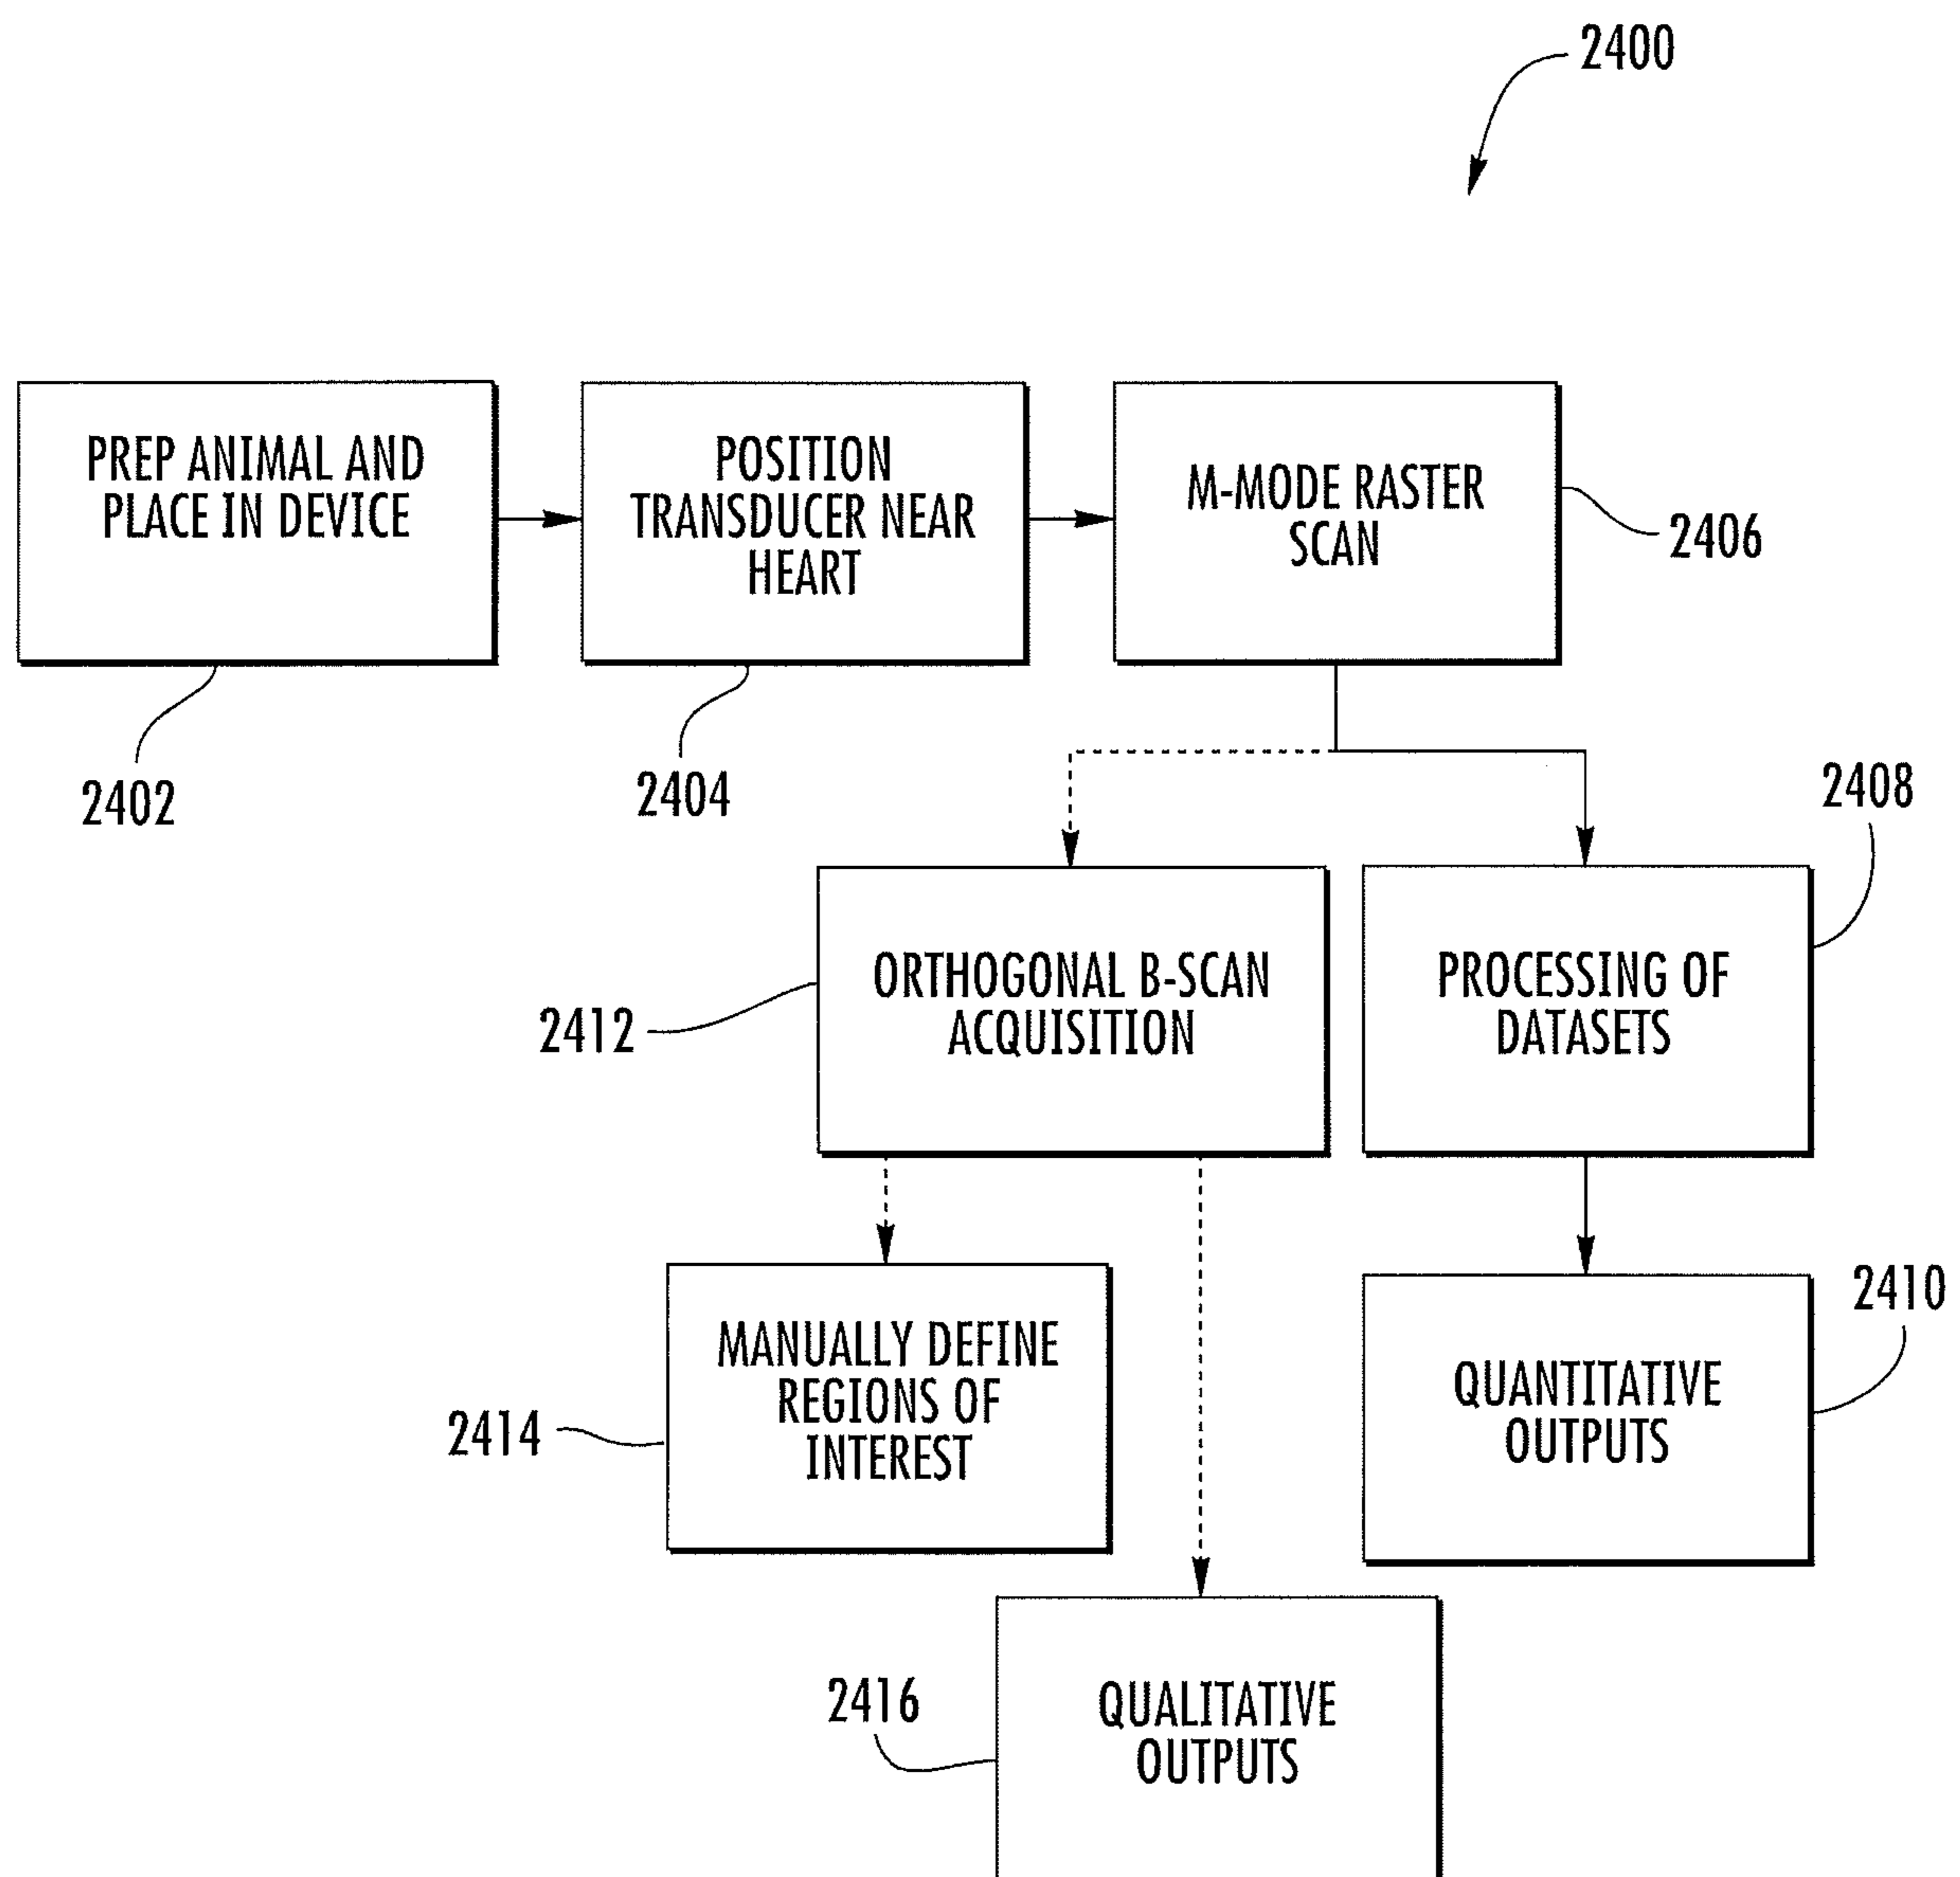 2400
PREP ANIMAL AND
PLACE IN DEVICE
POSITION
TRANSDUCER NEAR
HEART
M-MODE RASTER
SCAN
2406
2402
2404
2408
ORTHOGONAL B-SCAN
ACQUISITION
PROCESSING OF
DATASETS
2412
MANUALLY DEFINE
REGIONS OF
INTEREST
2414
QUANTITATIVE
OUTPUTS
2410
QUALITATIVE
OUTPUTS
2416